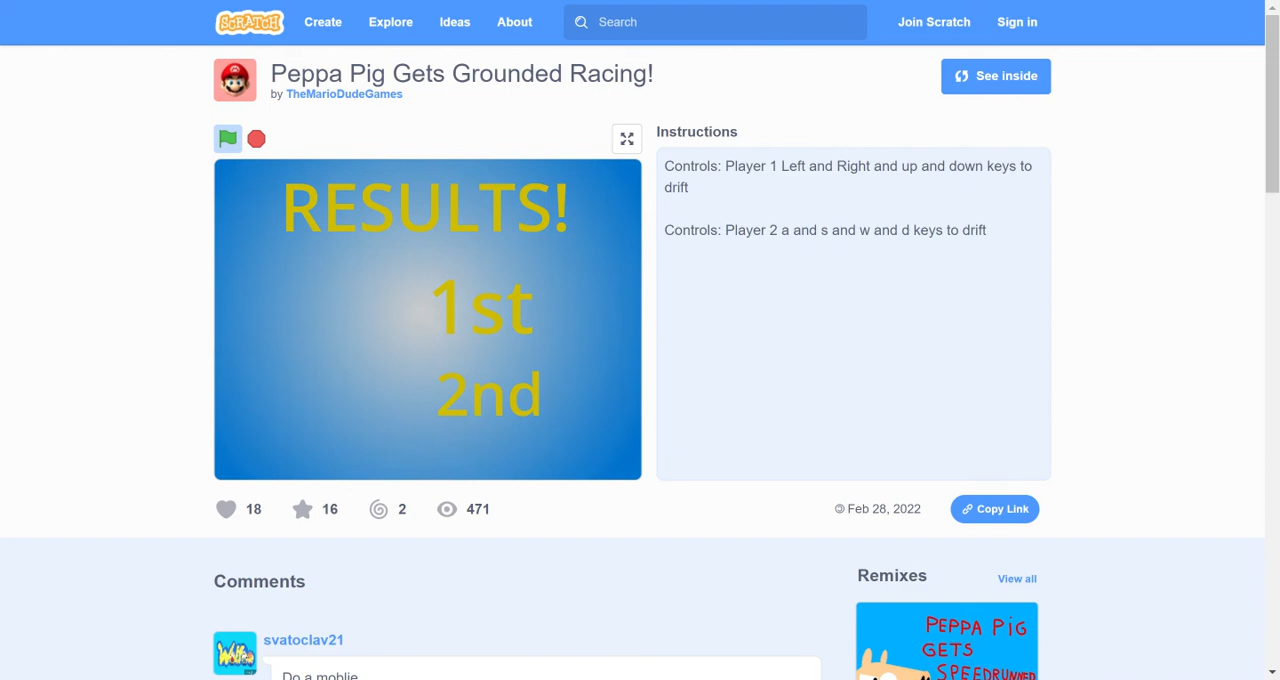 SCRATCH Create Explore Ideas About Search Join Scratch Sign in
Peppa Pig Gets Grounded Racing!
by TheMarioDudeGames
See inside
Instructions
Controls: Player 1 Left and Right and up and down keys to
drift
Controls: Player 2 a and s and w and d keys to drift
RESULTS!
1st
2nd
18 16 2 471
Feb 28, 2022 Copy Link
Comments
svatoclav21
Do a moblie
Remixes View all
PEPPA PIG
GETS
SPEEDRUNNED